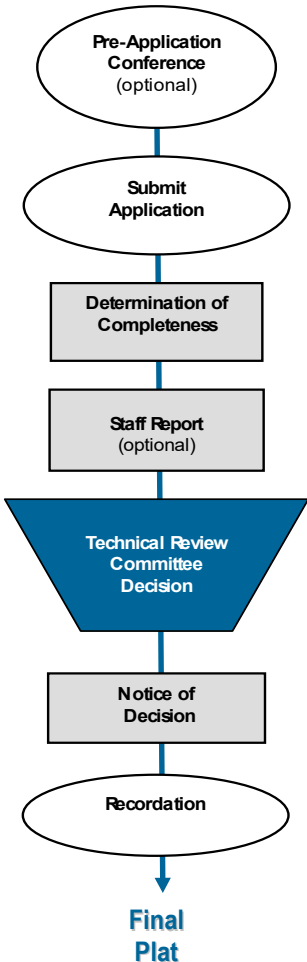 Pre-Application
Conference
(optional)
Submit
Application
Determination of
Completeness
Staff Report
(optional)
Technical Review
Committee
Decision
Notice of
Decision
Recordation
Final
Plat